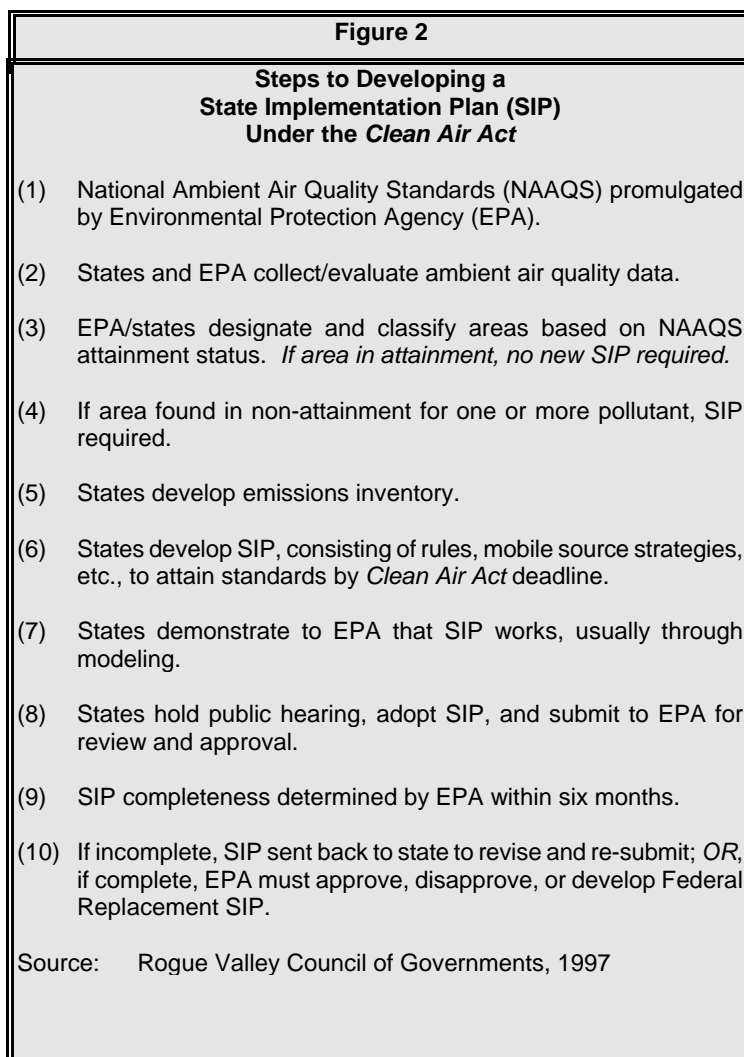 Figure 2
Steps to Developing a
State Implementation Plan (SIP)
Under the Clean Air Act
(1) National Ambient Air Quality Standards (NAAQS) promulgated
by Environmental Protection Agency (EPA).
(2) States and EPA collect/evaluate ambient air quality data.
(3) EPA/states designate and classify areas based on NAAQS
attainment status. If area in attainment, no new SIP required.
(4) If area found in non-attainment for one or more pollutant, SIP
required.
(5) States develop emissions inventory.
(6) States develop SIP, consisting of rules, mobile source strategies,
etc., to attain standards by Clean Air Act deadline.
(7) States demonstrate to EPA that SIP works, usually through
modeling.
(8) States hold public hearing, adopt SIP, and submit to EPA for
review and approval.
(9) SIP completeness determined by EPA within six months.
(10) If incomplete, SIP sent back to state to revise and re-submit; OR,
if complete, EPA must approve, disapprove, or develop Federal
Replacement SIP.
Source: Rogue Valley Council of Governments, 1997